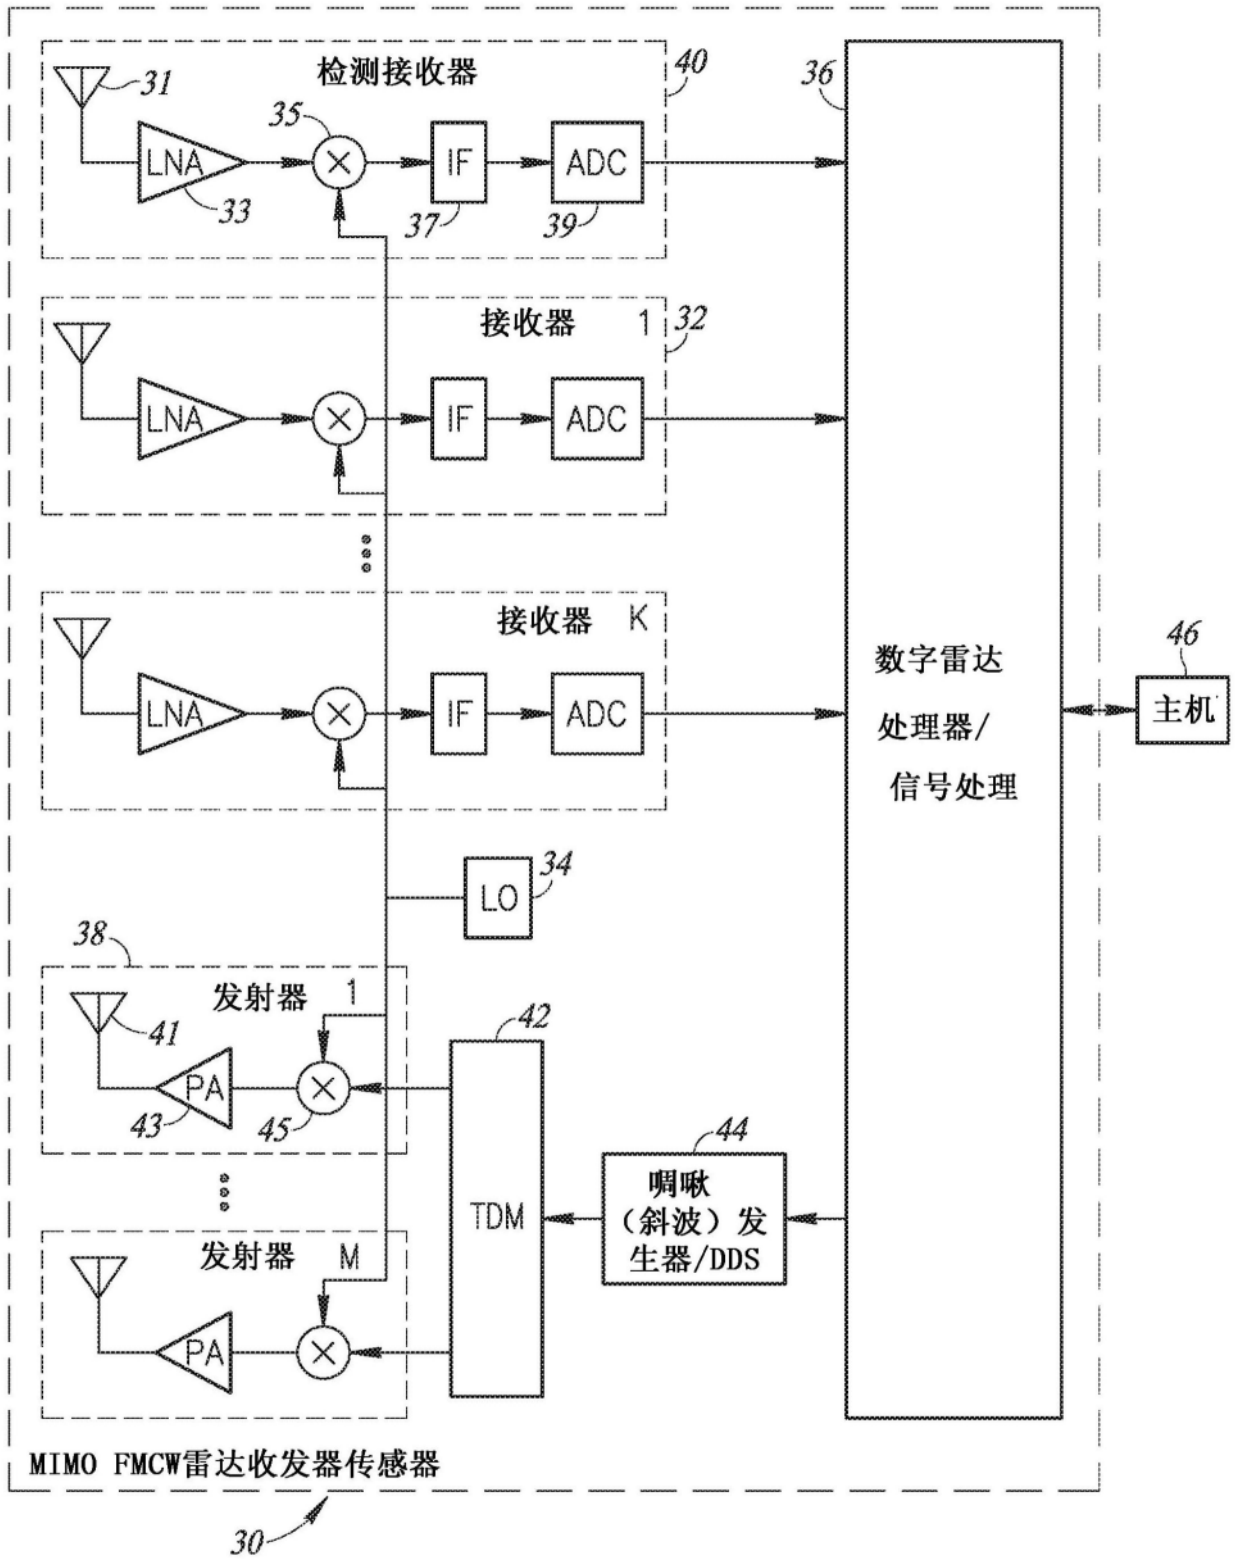 31
检测接收器
40
36
35
LNA
IF
ADC
33
37
39
接收器 1
32
LNA
IF
ADC
接收器 K
LNA
IF
ADC
数字雷达
处理器/
信号处理
46
主机
LO
34
38
发射器 1
41
42
PA
43
45
44
啁啾
(斜波)发
生器/DDS
TDM
发射器 M
PA
MIMO FMCW雷达收发器传感器
30